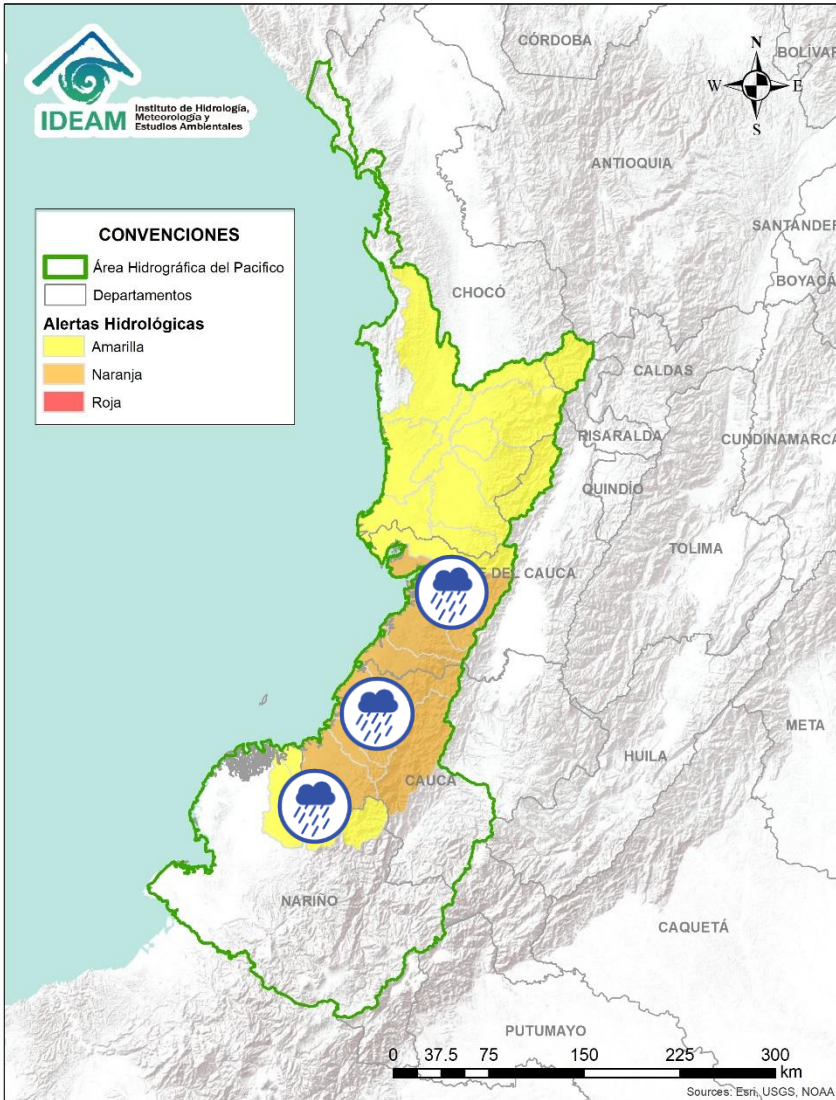 IDEAM
Instituto de Hidrología,
Meteorología y
Estudios Ambientales
N
W
E
S
CÓRDOBA
BOLÍVAR
ANTIOQUIA
SANTANDER
BOYACÁ
CONVENCIONES
Área Hidrográfica del Pacifico
Departamentos
Alertas Hidrológicas
Amarilla
Naranja
Roja
CHOCÓ
CALDAS
RISARALDA
CUNDINAMARCA
QUINDÍO
TOLIMA
E DEL CAUCA
META
HUILA
CAUCA
NARIÑO
CAQUETÁ
PUTUMAYO
0 37.5 75 150 225 300
km
Sources: Esri, USGS, NOAA